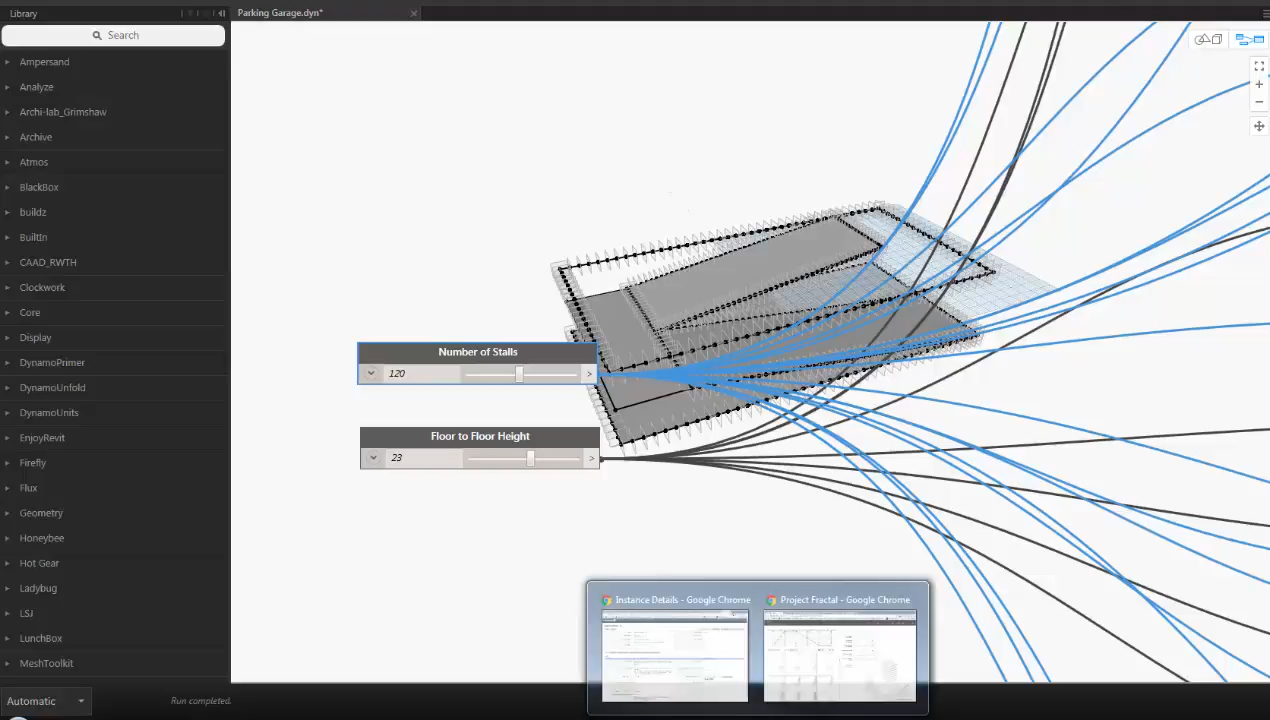 Library
Parking Garage.dyn*
Search
Ampersand
Analyze
Archi-lab_Grimshaw
Archive
Atmos
BlackBox
buildz
BuiltIn
CAAD_RWTH
Clockwork
Core
Display
DynamoPrimer
DynamoUnfold
DynamoUnits
EnjoyRevit
Firefly
Flux
Geometry
Honeybee
Hot Gear
Ladybug
LSJ
LunchBox
MeshToolkit
Number of Stalls
120
>
Floor to Floor Height
23
>
Instance Details - Google Chrome
Project Fractal - Google Chrome
Automatic
Run completed.